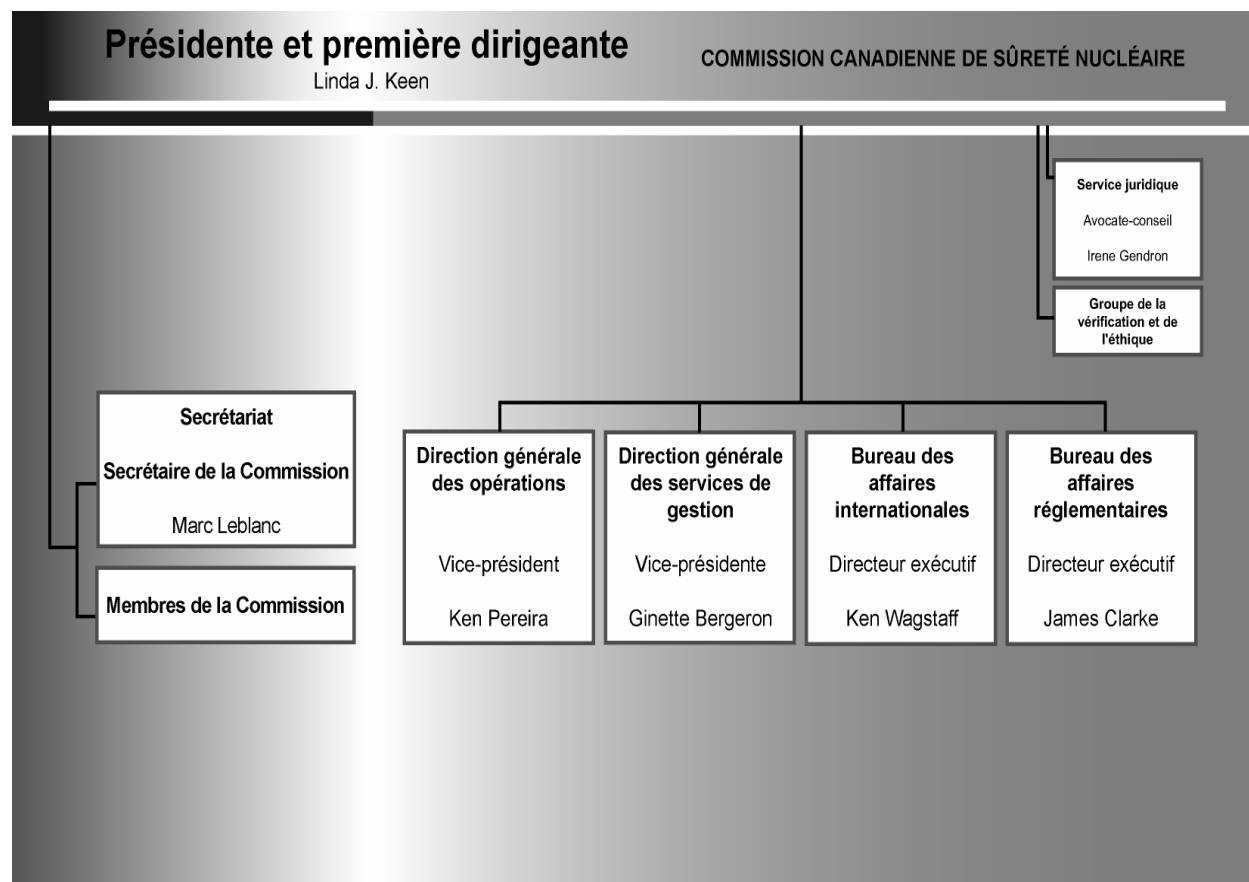 Présidente et première dirigeante
Linda J. Keen
COMMISSION CANADIENNE DE SÛRETÉ NUCLÉAIRE
Service juridique
Avocate-conseil
Irene Gendron
Groupe de la
vérification et de
l'éthique
Secrétariat
Secrétaire de la Commission
Marc Leblanc
Membres de la Commission
Direction générale
des opérations
Vice-président
Ken Pereira
Direction générale
des services de
gestion
Vice-présidente
Ginette Bergeron
Bureau des
affaires
internationales
Directeur exécutif
Ken Wagstaff
Bureau des
affaires
réglementaires
Directeur exécutif
James Clarke